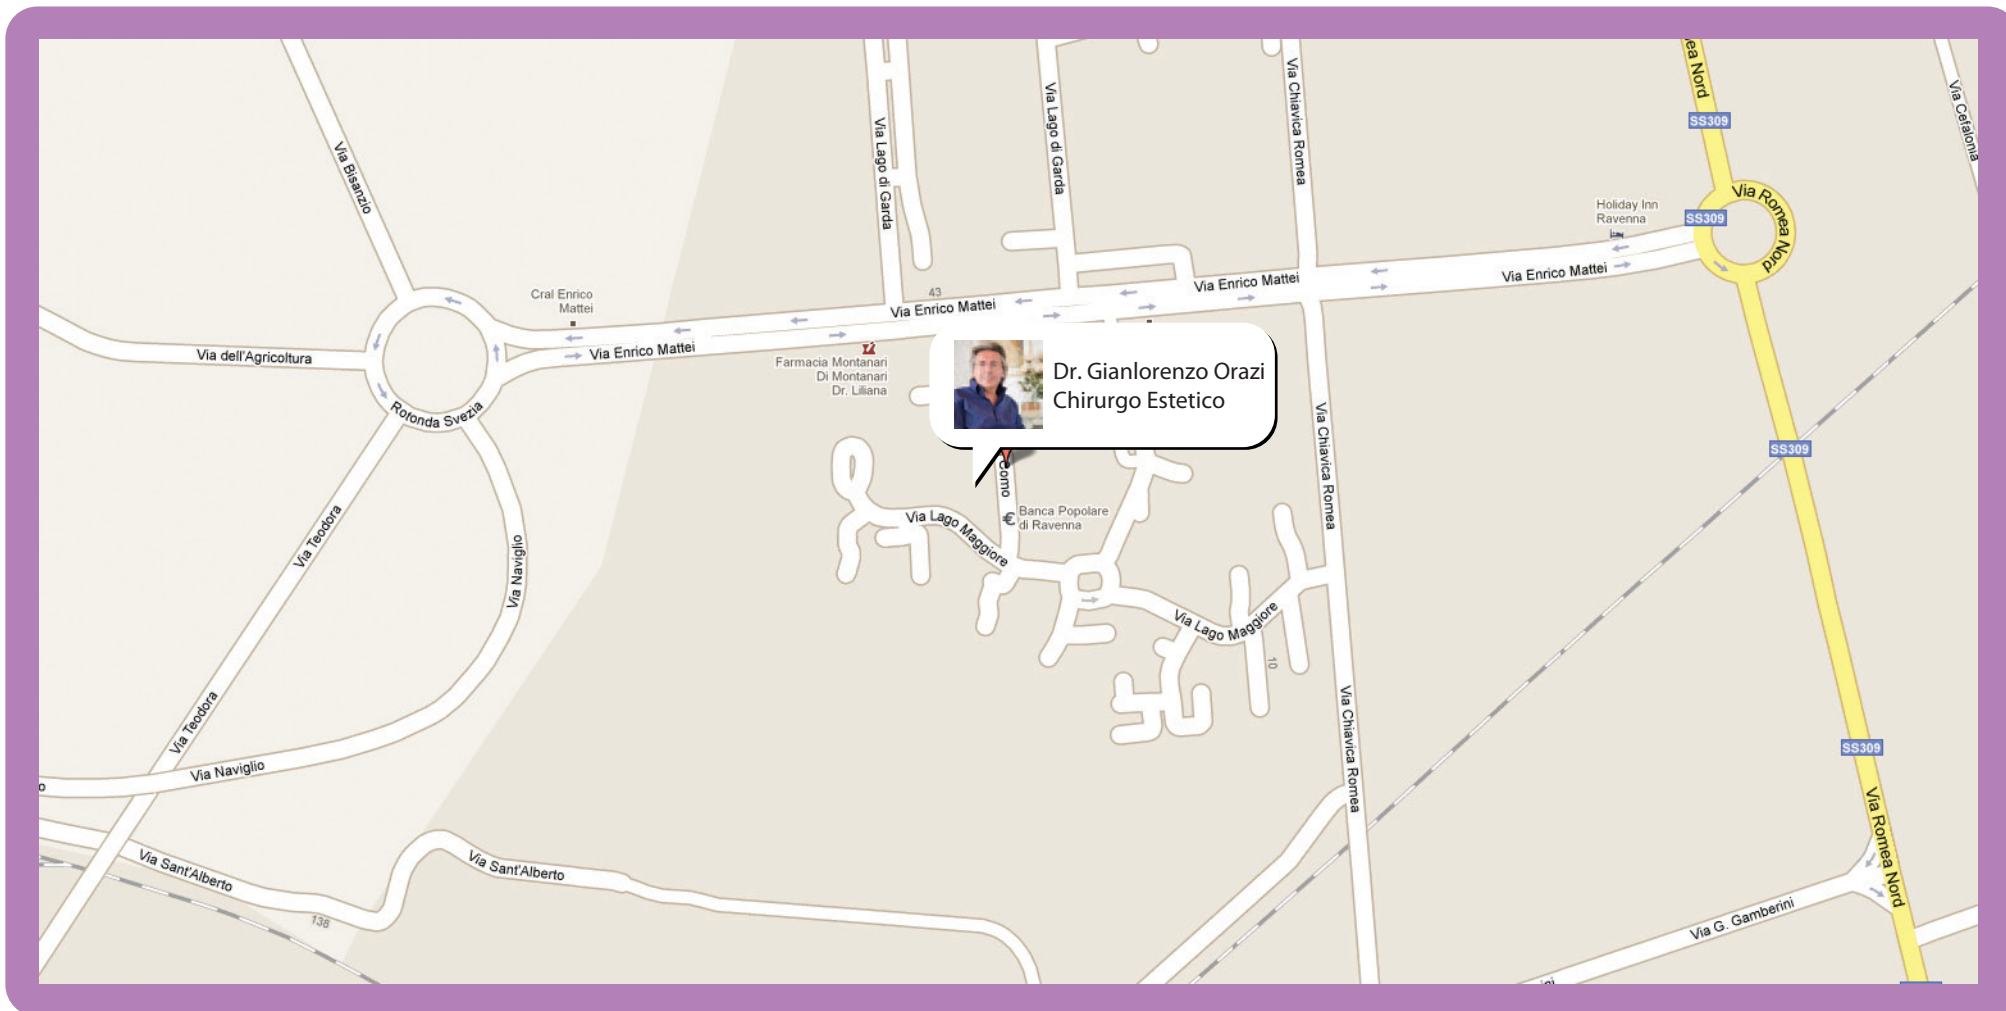 ea Nord
SS309
Via Cefalonia
Via Bisanzio
Via Lago di Garda
Via Lago di Garda
Via Chiavica Romea
Holiday Inn
Ravenna
SS309
Via Romea Nord
Cral Enrico
Mattei
43
Via Enrico Mattei
Via Enrico Mattei
Via Enrico Mattei
Via Enrico Mattei
Via dell'Agricoltura
Farmacia Montanari
Di Montanari
Dr. Liliana
Dr. Gianlorenzo Orazi
Chirurgo Estetico
Rotonda Svezia
Via Chiavica Romea
SS309
Como
Banca Popolare
di Ravenna
Via Lago Maggiore
Via Teodora
Via Naviglio
Via Lago Maggiore
10
Via Teodora
Via Chiavica Romea
SS309
Via Naviglio
o
Via Romea Nord
Via Sant'Alberto
Via Sant'Alberto
138
Via G. Gamberini